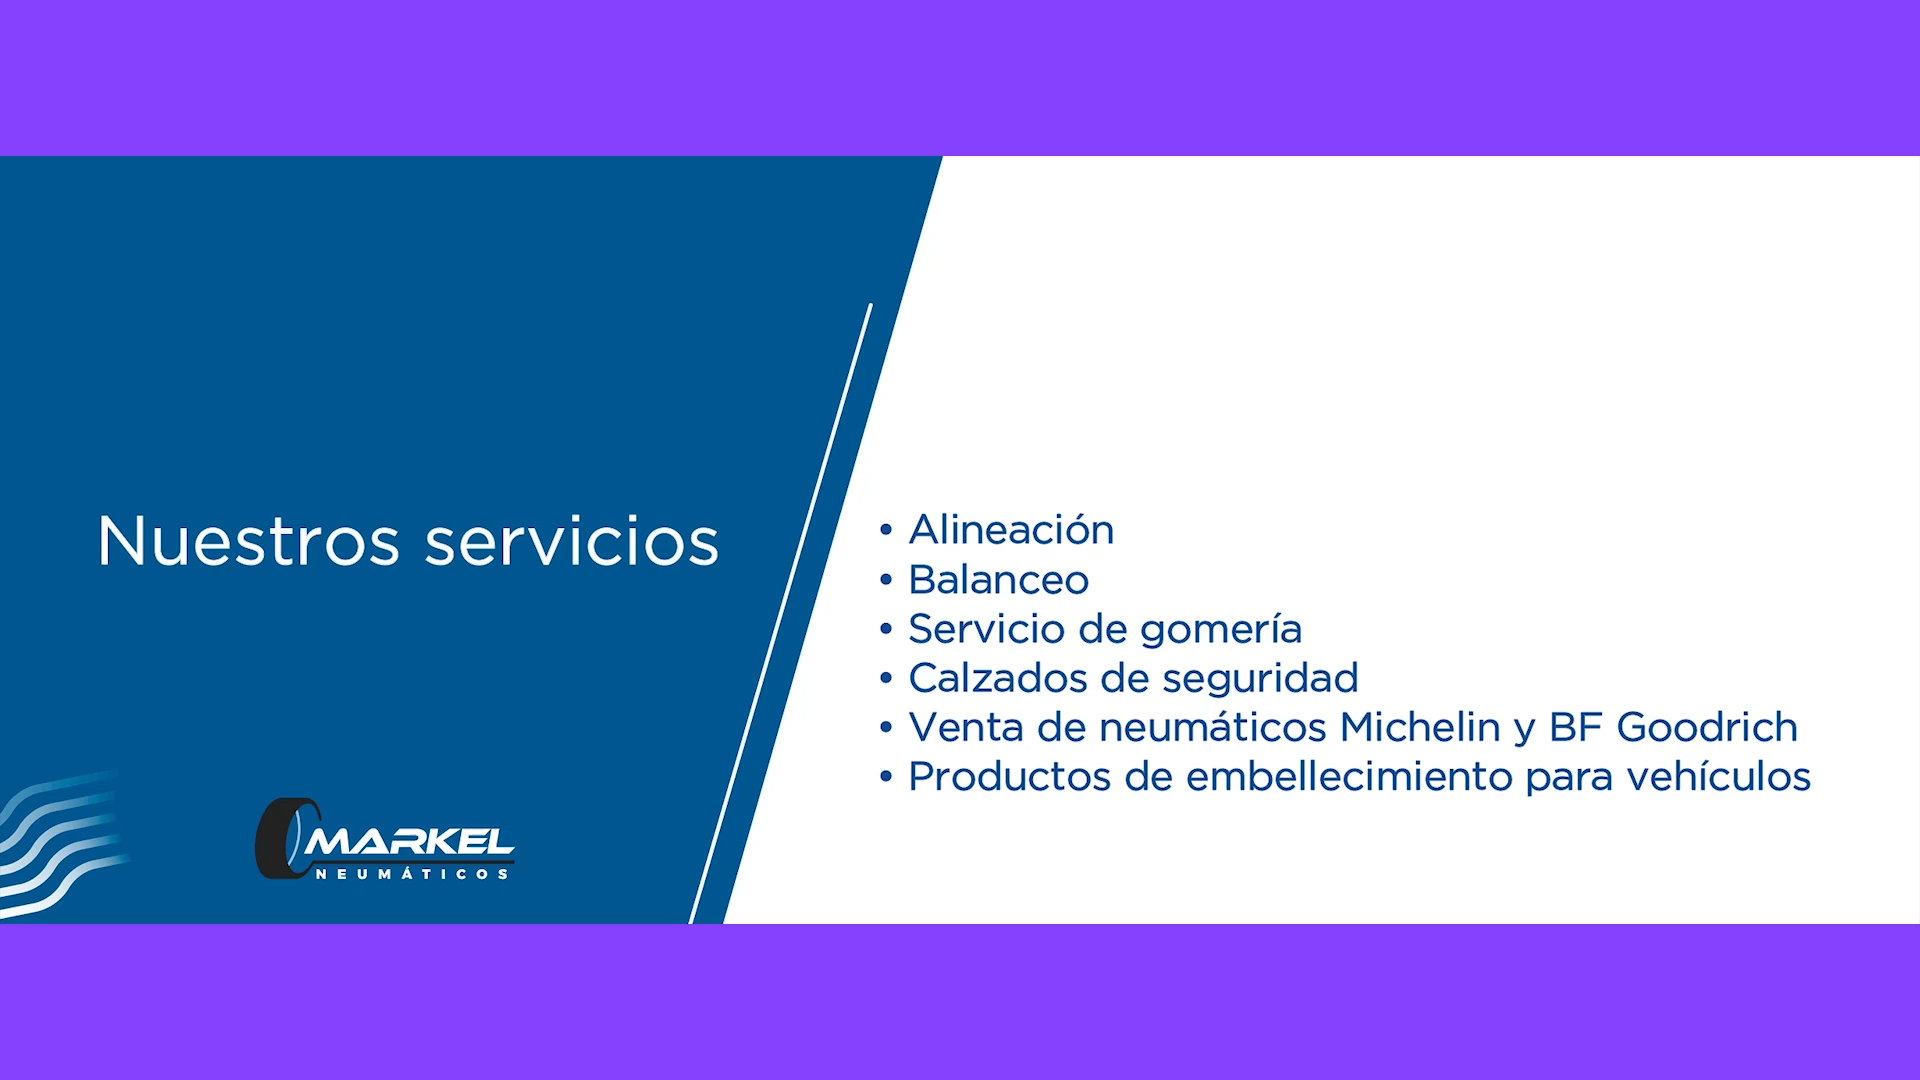 Nuestros servicios
MARKEL
NEUMÁTICOS
• Alineación
• Balanceo
• Servicio de gomería
• Calzados de seguridad
• Venta de neumáticos Michelin y BF Goodrich
• Productos de embellecimiento para vehículos